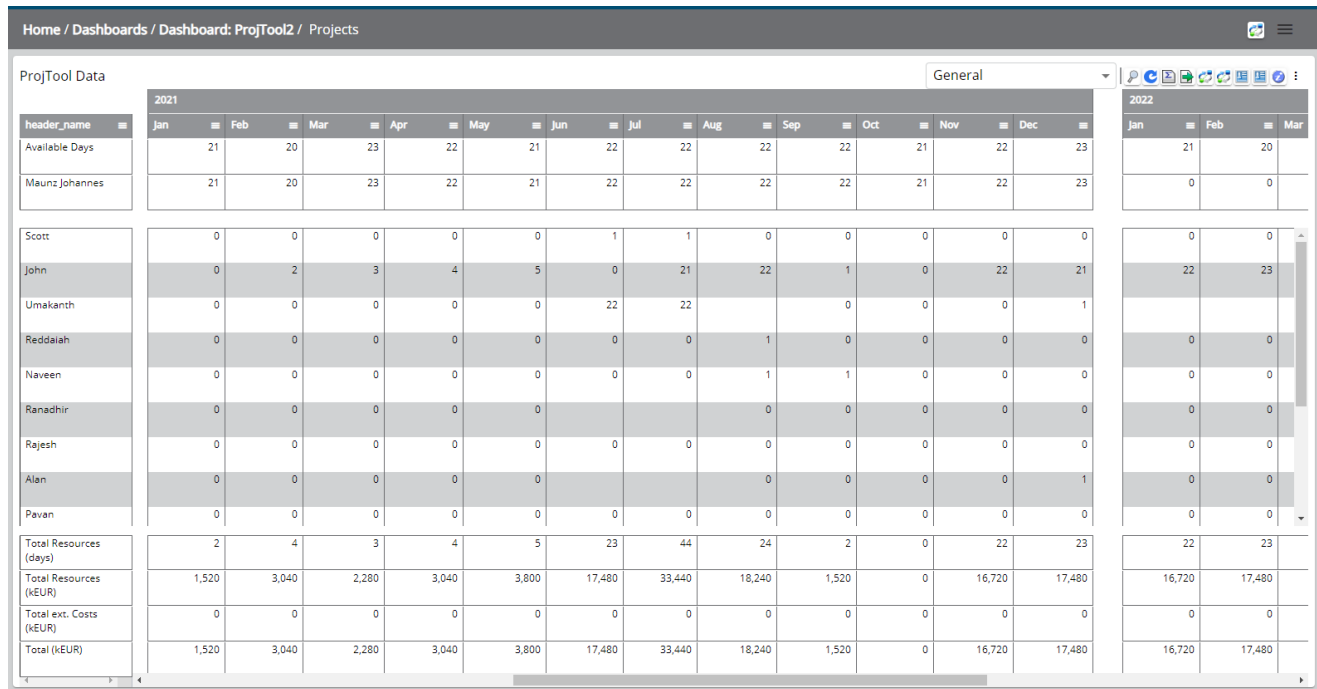 Home / Dashboards / Dashboard: ProjTool2 / Projects
ProjTool Data General
2021 2022
header_name Jan Feb Mar Apr May Jun Jul Aug Sep Oct Nov Dec Jan Feb Mar
Available Days 21 20 23 22 21 22 22 22 22 21 22 23 21 20
Maunz Johannes 21 20 23 22 21 22 22 22 22 21 22 23 0 0
Scott 0 0 0 0 0 1 1 0 0 0 0 0 0 0
John 0 2 3 4 5 0 21 22 1 0 22 21 22 23
Umakanth 0 0 0 0 0 22 22 0 0 0 1
Reddaiah 0 0 0 0 0 0 0 1 0 0 0 0 0 0
Naveen 0 0 0 0 0 0 0 1 1 0 0 0 0 0
Ranadhir 0 0 0 0 0 0 0 0 0 0 0 0
Rajesh 0 0 0 0 0 0 0 0 0 0 0 0 0 0
Alan 0 0 0 0 0 0 0 0 0 1 0 0
Pavan 0 0 0 0 0 0 0 0 0 0 0 0 0 0
Total Resources
(days) 2 4 3 4 5 23 44 24 2 0 22 23 22 23
Total Resources
(kEUR) 1,520 3,040 2,280 3,040 3,800 17,480 33,440 18,240 1,520 0 16,720 17,480 16,720 17,480
Total ext. Costs
(kEUR) 0 0 0 0 0 0 0 0 0 0 0 0 0 0
Total (kEUR) 1,520 3,040 2,280 3,040 3,800 17,480 33,440 18,240 1,520 0 16,720 17,480 16,720 17,480